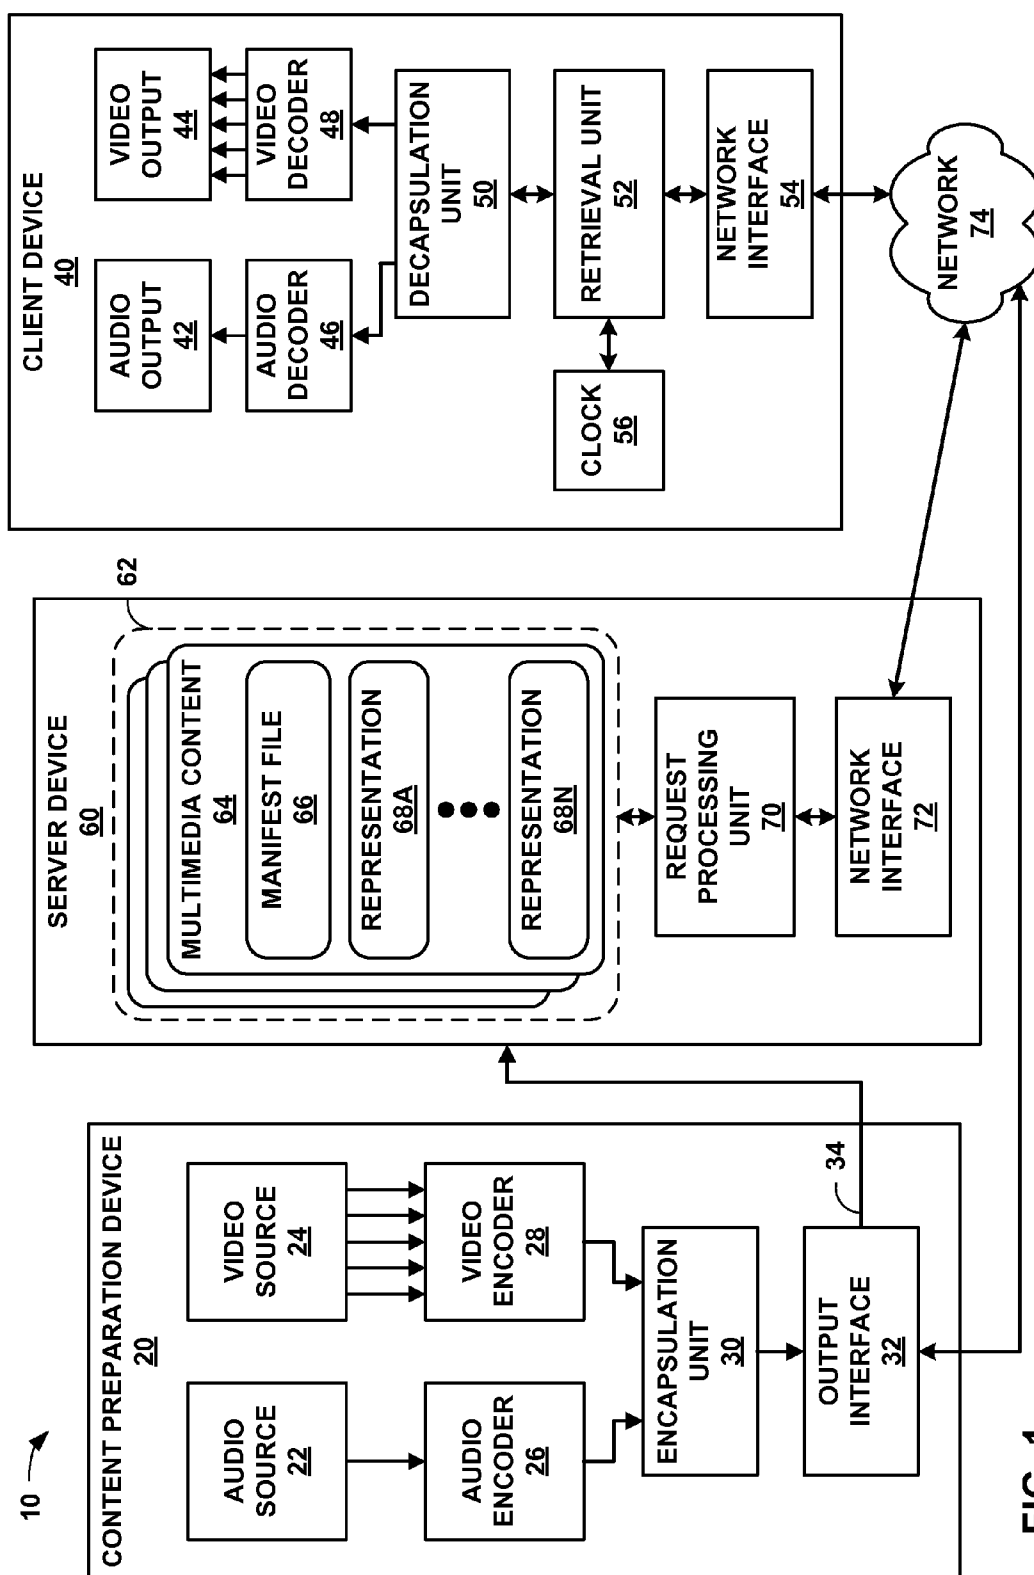 10
CONTENT PREPARATION DEVICE
20
AUDIO
SOURCE
22
VIDEO
SOURCE
24
AUDIO
ENCODER
26
VIDEO
ENCODER
28
ENCAPSULATION
UNIT
30
OUTPUT
INTERFACE
32
34
SERVER DEVICE
60
62
MULTIMEDIA CONTENT
64
MANIFEST FILE
66
REPRESENTATION
68A
REPRESENTATION
68N
REQUEST
PROCESSING
UNIT
70
NETWORK
INTERFACE
72
CLIENT DEVICE
40
AUDIO
OUTPUT
42
VIDEO
OUTPUT
44
AUDIO
DECODER
46
VIDEO
DECODER
48
DECAPSULATION
UNIT
50
CLOCK
56
RETRIEVAL UNIT
52
NETWORK
INTERFACE
54
NETWORK
74
FIG. 1